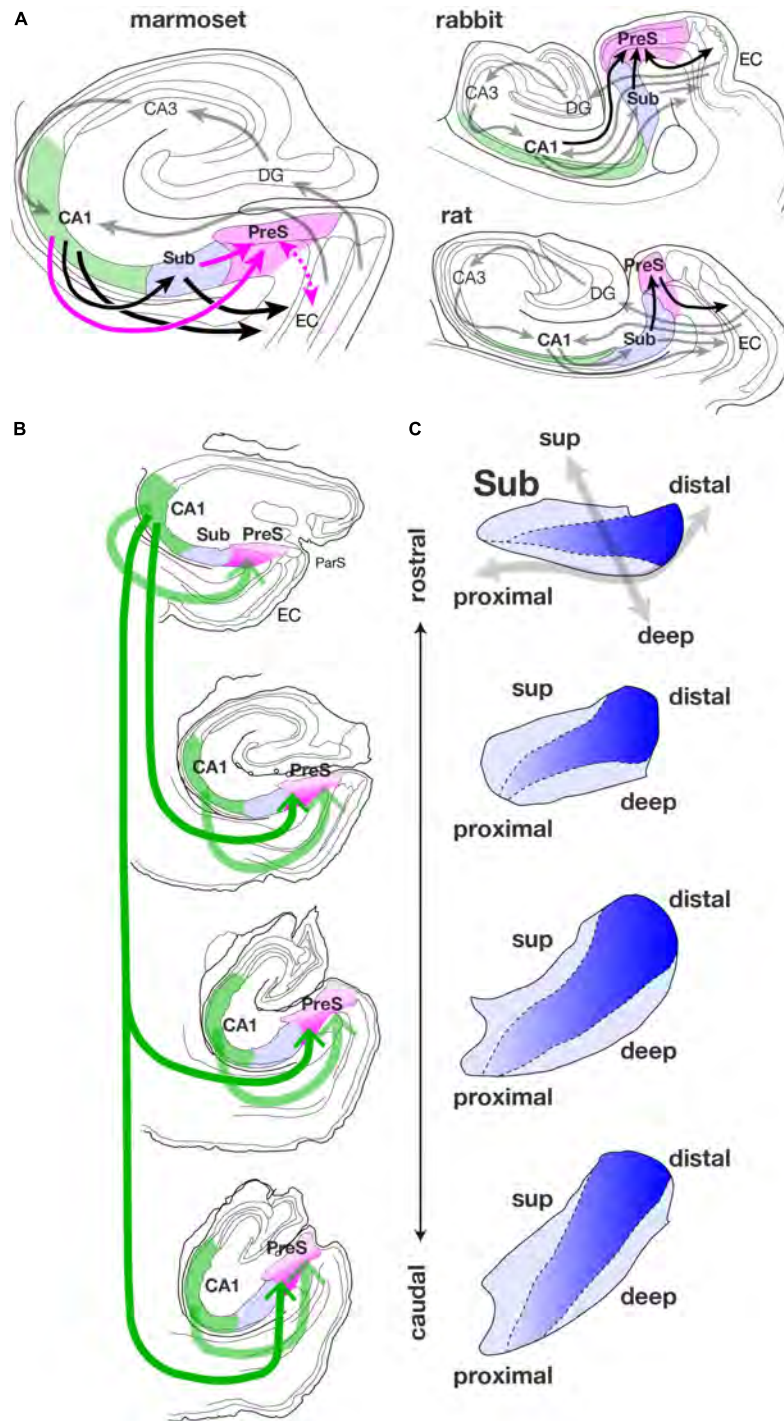 A
marmoset
CA3
DG
CA1
Sub
PreS
EC
rabbit
PreS
EC
CA3
DG
Sub
CA1
rat
PreS
CA3
DG
CA1
Sub
EC
B
CA1
Sub
PreS
ParS
EC
CA1
PreS
CA1
PreS
CA1
PreS
rostral
caudal
C
sup
Sub
distal
proximal
deep
sup
distal
deep
proximal
distal
sup
deep
proximal
distal
sup
deep
proximal